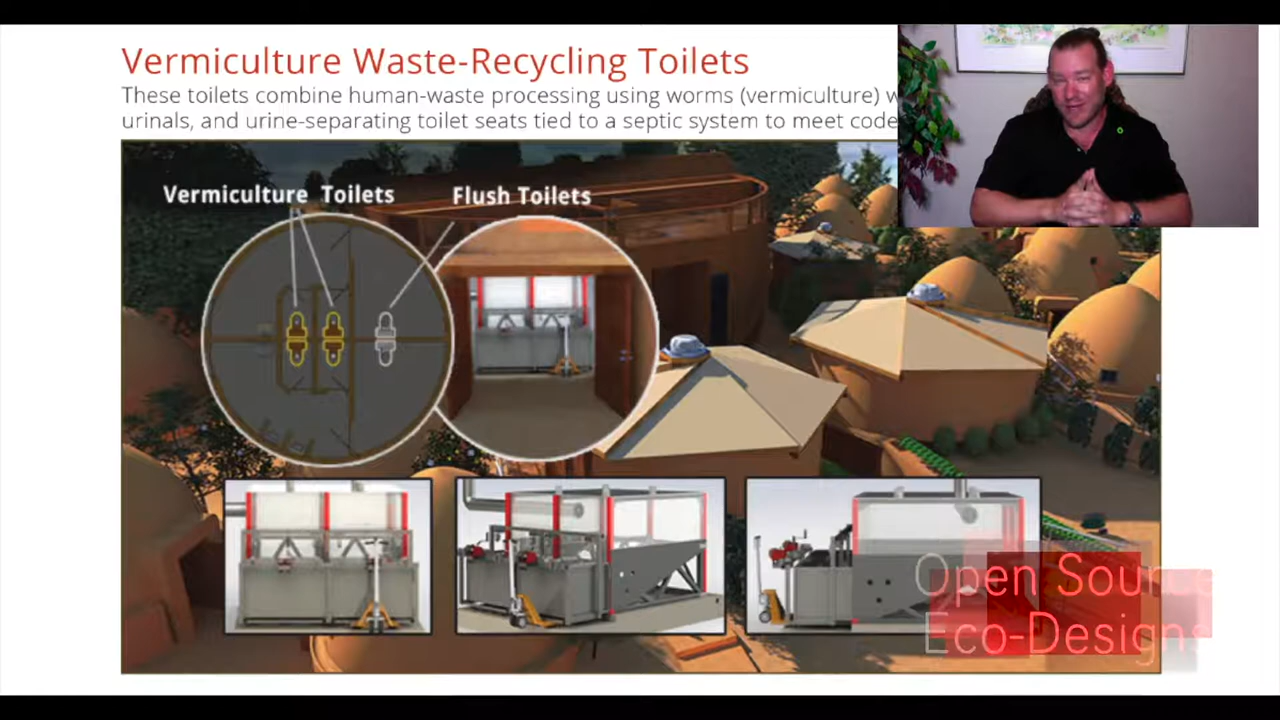 Vermiculture Waste-Recycling Toilets
These toilets combine human-waste processing using worms (vermiculture)
urinals, and urine-separating toilet seats tied to a septic system to meet code
Vermiculture Toilets
Flush Toilets
Open Source
Eco-Designs